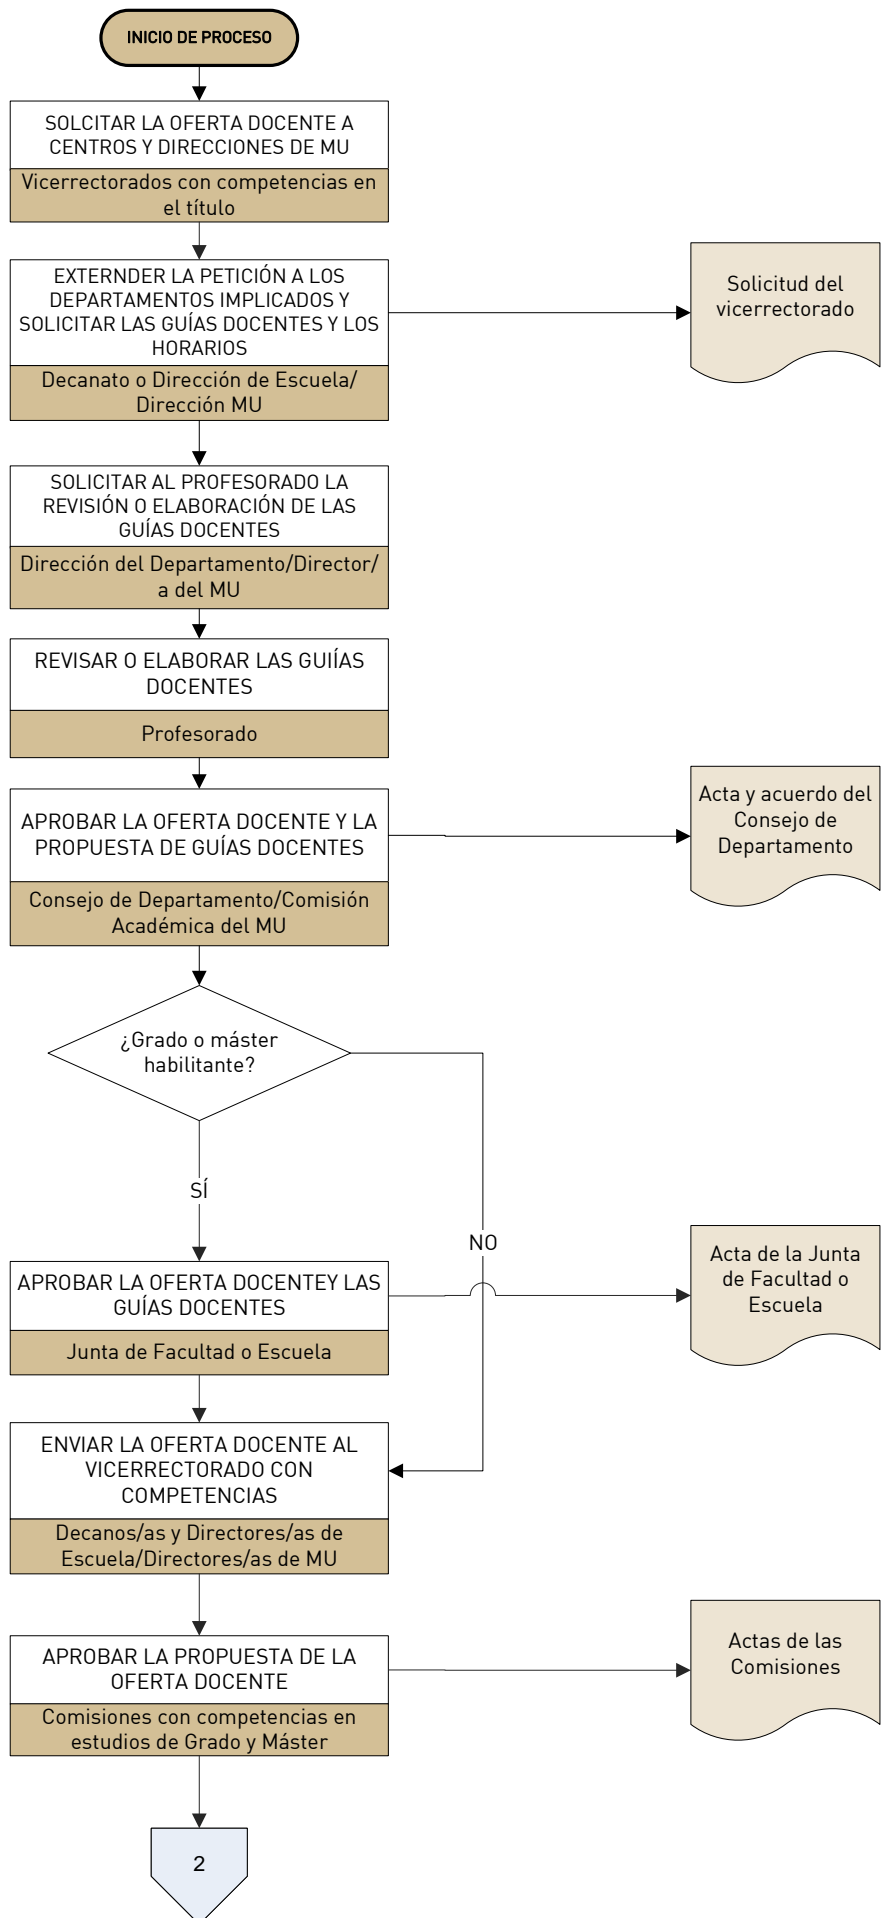 INICIO DE PROCESO
SOLCITAR LA OFERTA DOCENTE A
CENTROS Y DIRECCIONES DE MU
Vicerrectorados con competencias en
el título
EXTERNDER LA PETICIÓN A LOS
DEPARTAMENTOS IMPLICADOS Y
SOLICITAR LAS GUÍAS DOCENTES Y LOS
HORARIOS
Decanato o Dirección de Escuela/
Dirección MU
Solicitud del
vicerrectorado
SOLICITAR AL PROFESORADO LA
REVISIÓN O ELABORACIÓN DE LAS
GUÍAS DOCENTES
Dirección del Departamento/Director/
a del MU
REVISAR O ELABORAR LAS GUIÍAS
DOCENTES
Profesorado
APROBAR LA OFERTA DOCENTE Y LA
PROPUESTA DE GUÍAS DOCENTES
Consejo de Departamento/Comisión
Académica del MU
Acta y acuerdo del
Consejo de
Departamento
¿Grado o máster
habilitante?
SÍ
NO
APROBAR LA OFERTA DOCENTEY LAS
GUÍAS DOCENTES
Junta de Facultad o Escuela
Acta de la Junta
de Facultad o
Escuela
ENVIAR LA OFERTA DOCENTE AL
VICERRECTORADO CON
COMPETENCIAS
Decanos/as y Directores/as de
Escuela/Directores/as de MU
APROBAR LA PROPUESTA DE LA
OFERTA DOCENTE
Comisiones con competencias en
estudios de Grado y Máster
Actas de las
Comisiones
2